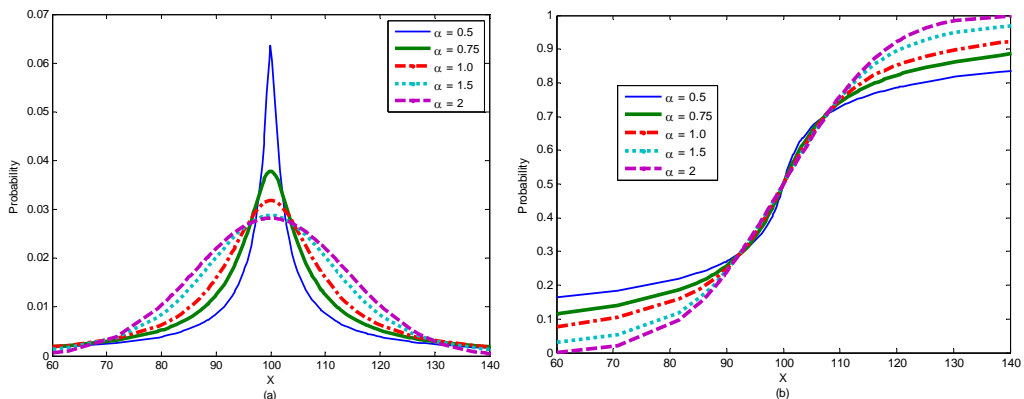 0.07
0.06
0.05
0.04
0.03
0.02
0.01
0
Probability
60 70 80 90 100 110 120 130 140
X
(a)
α = 0.5
α = 0.75
α = 1.0
α = 1.5
α = 2
1
0.9
0.8
0.7
0.6
0.5
0.4
0.3
0.2
0.1
0
Probability
60 70 80 90 100 110 120 130 140
X
(b)
α = 0.5
α = 0.75
α = 1.0
α = 1.5
α = 2